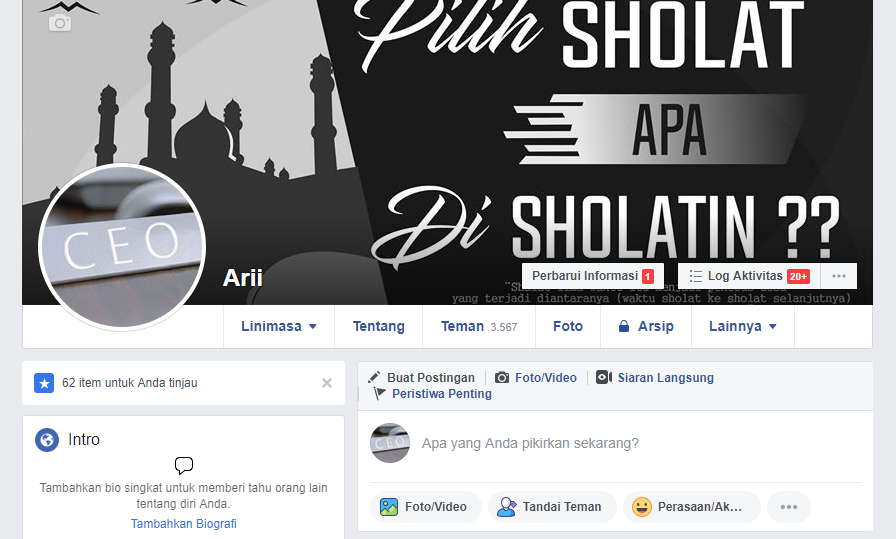 Pilih SHOLAT
APA
Di SHOLATIN ??
yang terjadi diantaranya (waktu sholat ke sholat selanjutnya)
CEO
Arii
Perbarui Informasi 1
Log Aktivitas 20+
Linimasa
Tentang
Teman 3.567
Foto
Arsip
Lainnya
62 item untuk Anda tinjau
Intro
Tambahkan bio singkat untuk memberi tahu orang lain
tentang diri Anda.
Tambahkan Biografi
Buat Postingan
Foto/Video
Siaran Langsung
Peristiwa Penting
CEO
Apa yang Anda pikirkan sekarang?
Foto/Video
Tandai Teman
Perasaan/Ak...